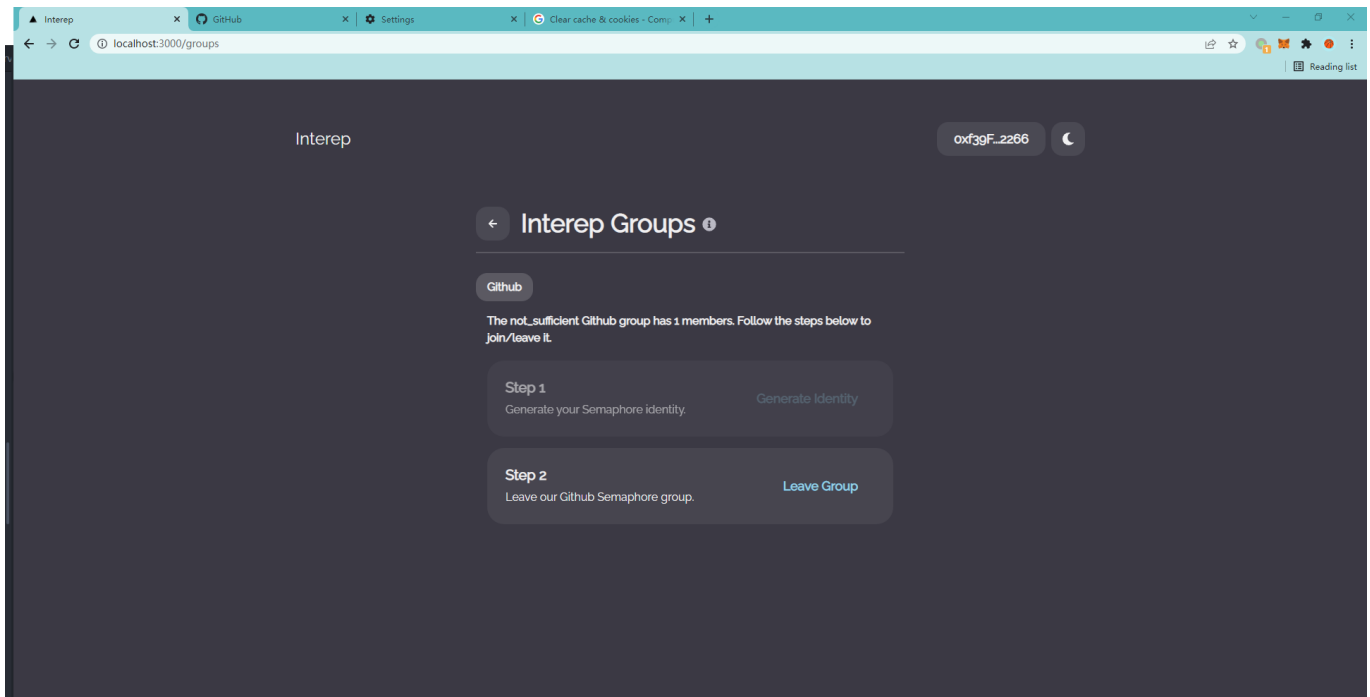 Interep
GitHub
Settings
Clear cache & cookies - Comp
localhost:3000/groups
1
Reading list
Interep
0xf39F...2266
Interep Groups
Github
The not_sufficient Github group has 1 members. Follow the steps below to
join/leave it.
Step 1
Generate your Semaphore identity.
Generate Identity
Step 2
Leave our Github Semaphore group.
Leave Group